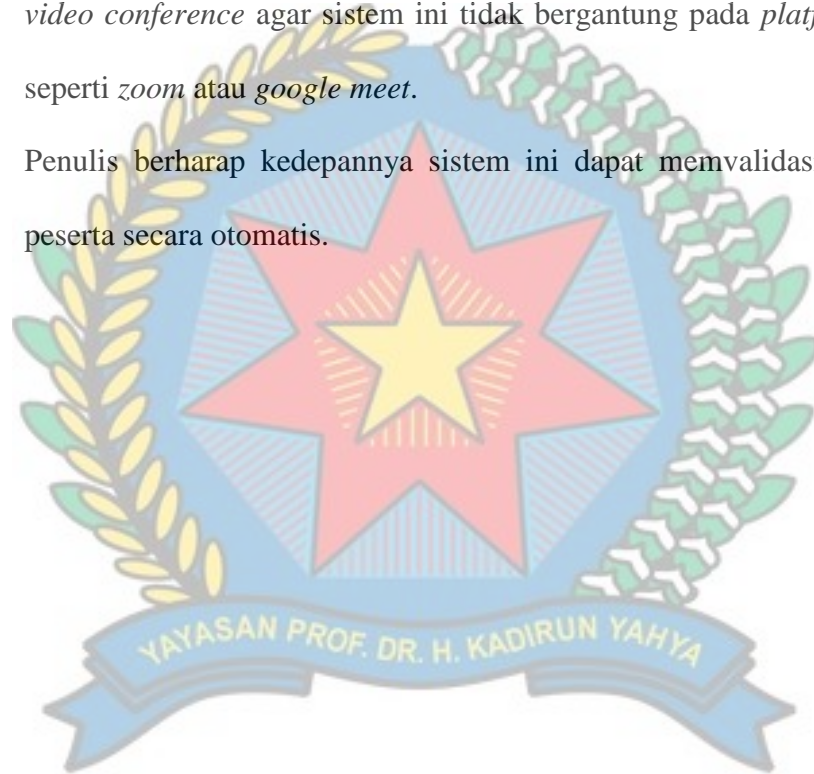 video conference agar sistem ini tidak bergantung pada
seperti zoom atau google meet.
Penulis berharap kedepannya sistem ini dapat
peserta secara otomatis.
YAYASAN PROF. DR. H. KADIRUN YAHYA